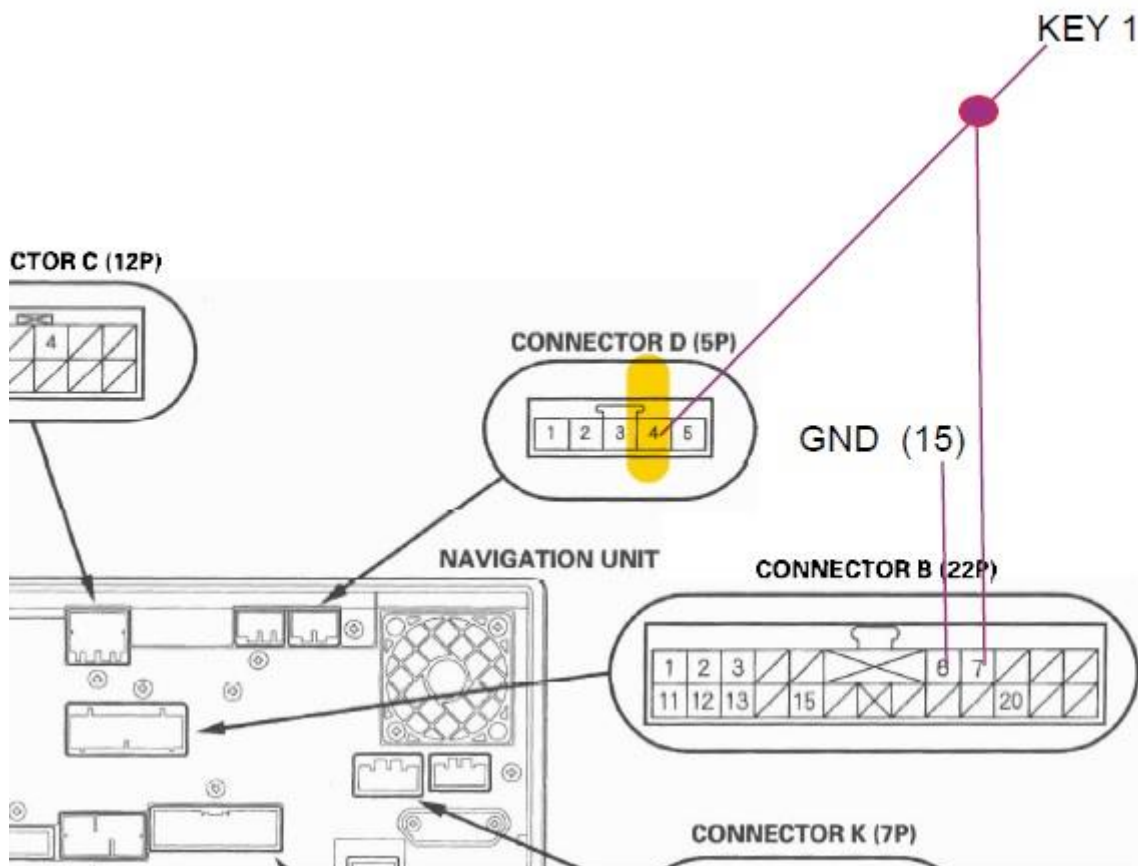 KEY 1
CTOR C (12P)
4
CONNECTOR D (5P)
1 2 3 4 5
GND (15)
NAVIGATION UNIT
CONNECTOR B (22P)
1 2 3 6 7
11 12 13 15 20
CONNECTOR K (7P)